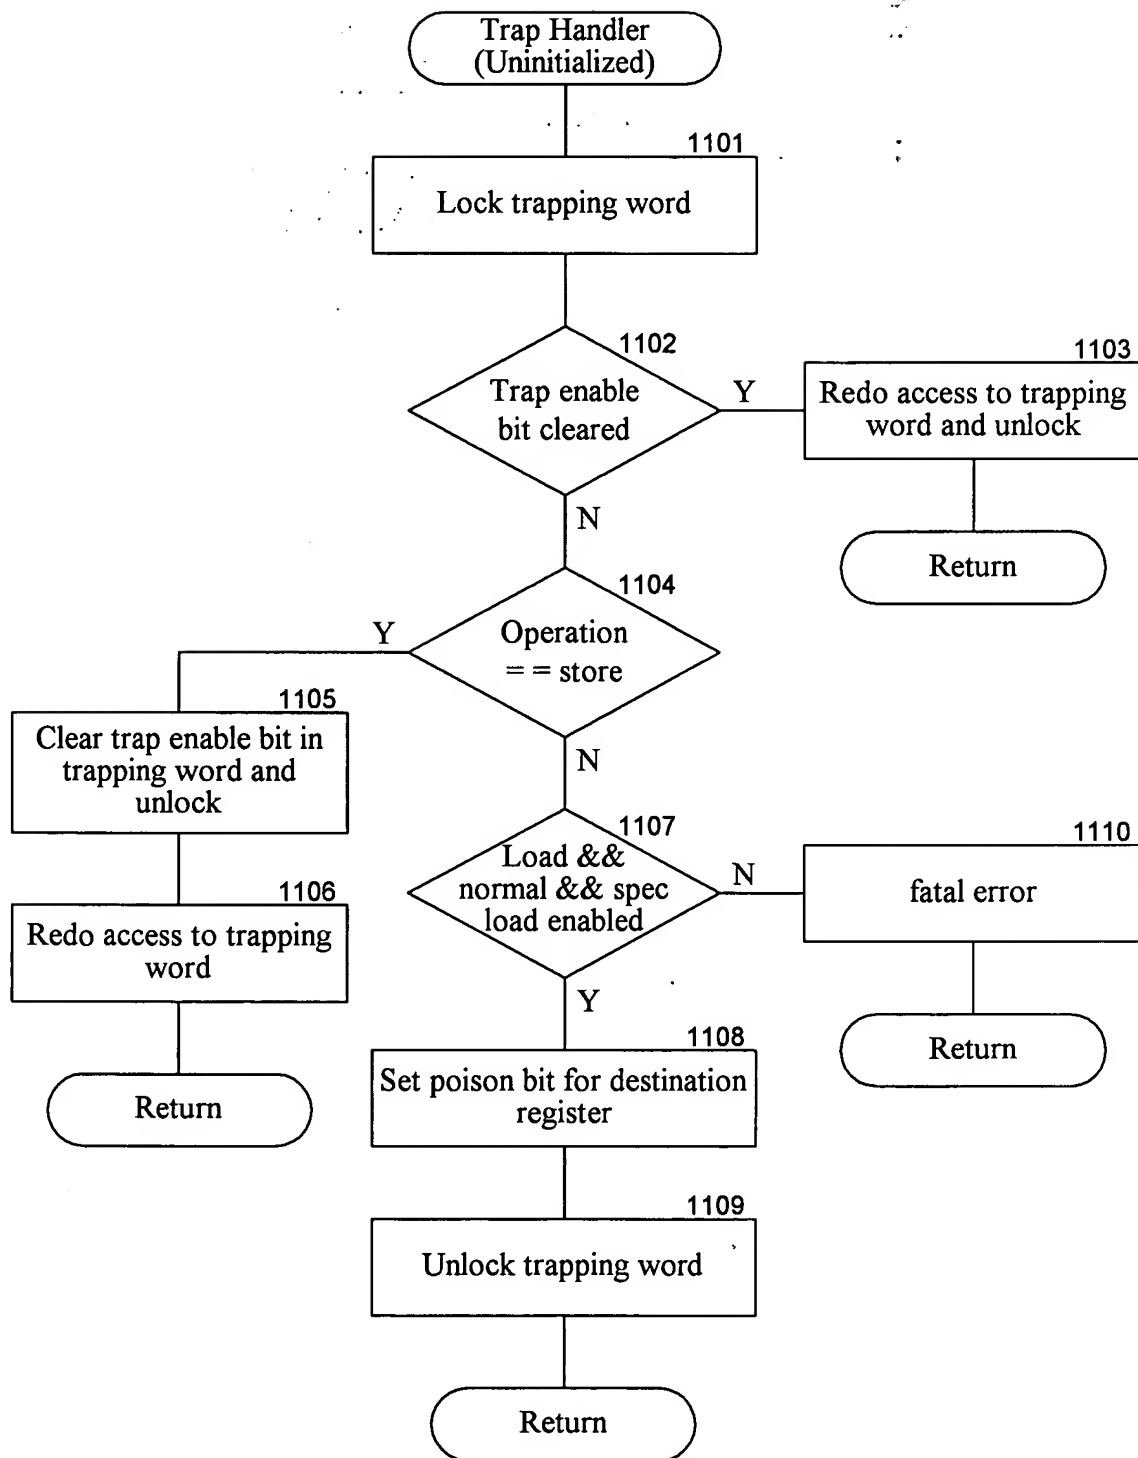 Trap Handler
(Uninitialized)
1101
Lock trapping word
1102
Trap enable
bit cleared
Y
1103
Redo access to trapping
word and unlock
Return
N
1104
Operation
= = store
Y
1105
Clear trap enable bit in
trapping word and
unlock
1106
Redo access to trapping
word
Return
N
1107
Load &&
normal && spec
load enabled
N
1110
fatal error
Return
Y
1108
Set poison bit for destination
register
1109
Unlock trapping word
Return